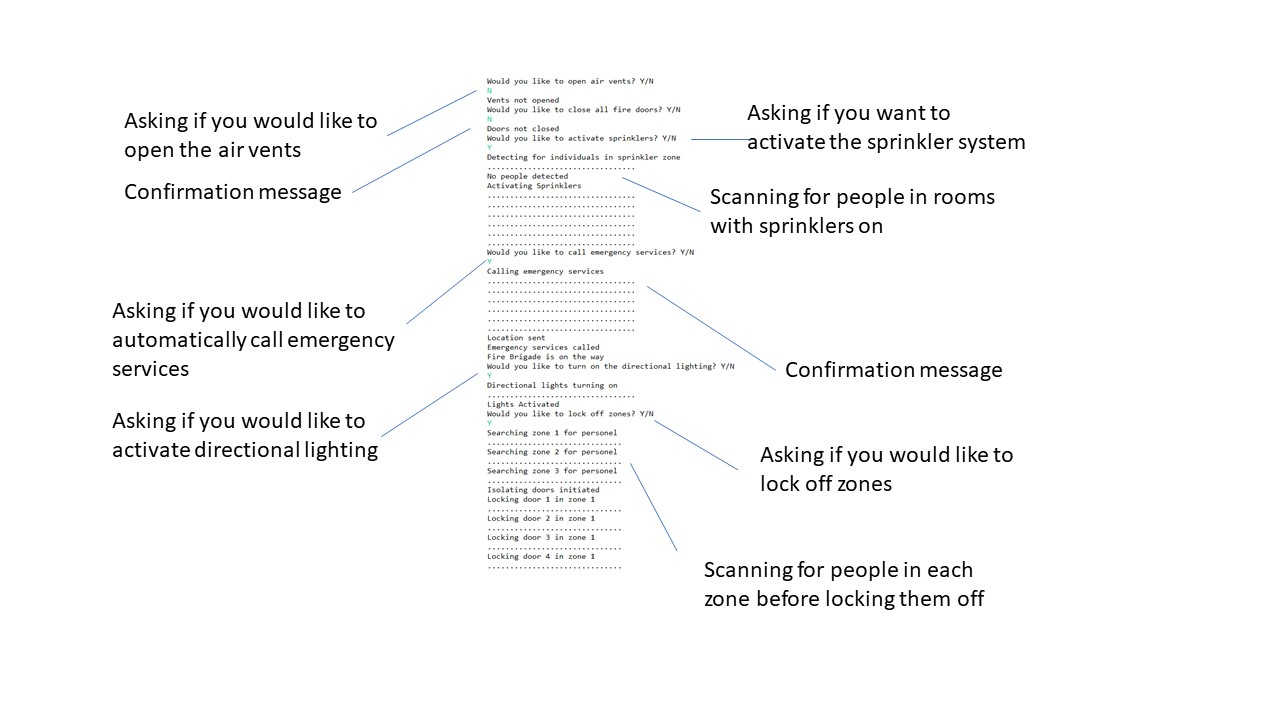 Asking if you would like to
open the air vents
Confirmation message
Asking if you would like to
automatically call emergency
services
Asking if you would like to
activate directional lighting
Would you like to open air vents? Y/N
N
Vents not opened
Would you like to close all fire doors? Y/N
N
Doors not closed
Would you like to activate sprinklers? Y/N
Y
Detecting for individuals in sprinkler zone
.................................
No people detected
Activating Sprinklers
.................................
.................................
.................................
.................................
.................................
.................................
Would you like to call emergency services? Y/N
Y
Calling emergency services
.................................
.................................
.................................
.................................
.................................
.................................
Location sent
Emergency services called
Fire Brigade is on the way
Would you like to turn on the directional lighting? Y/N
Y
Directional lights turning on
.................................
Lights Activated
Would you like to lock off zones? Y/N
Y
Searching zone 1 for personel
..............................
Searching zone 2 for personel
..............................
Searching zone 3 for personel
..............................
Isolating doors initiated
Locking door 1 in zone 1
..............................
Locking door 2 in zone 1
..............................
Locking door 3 in zone 1
..............................
Locking door 4 in zone 1
..............................
Asking if you want to
activate the sprinkler system
Scanning for people in rooms
with sprinklers on
Confirmation message
Asking if you would like to
lock off zones
Scanning for people in each
zone before locking them off